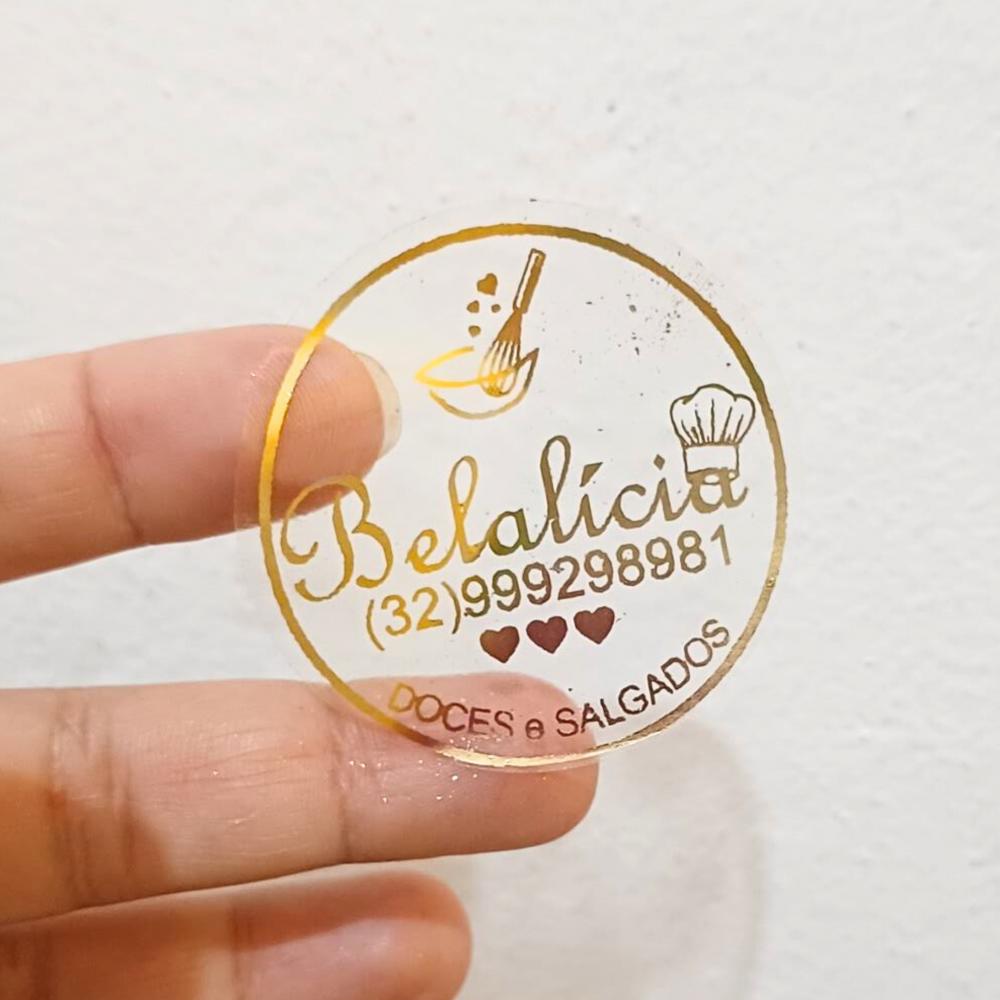 Belalícia
(32)999298981
DOCES e SALGADOS